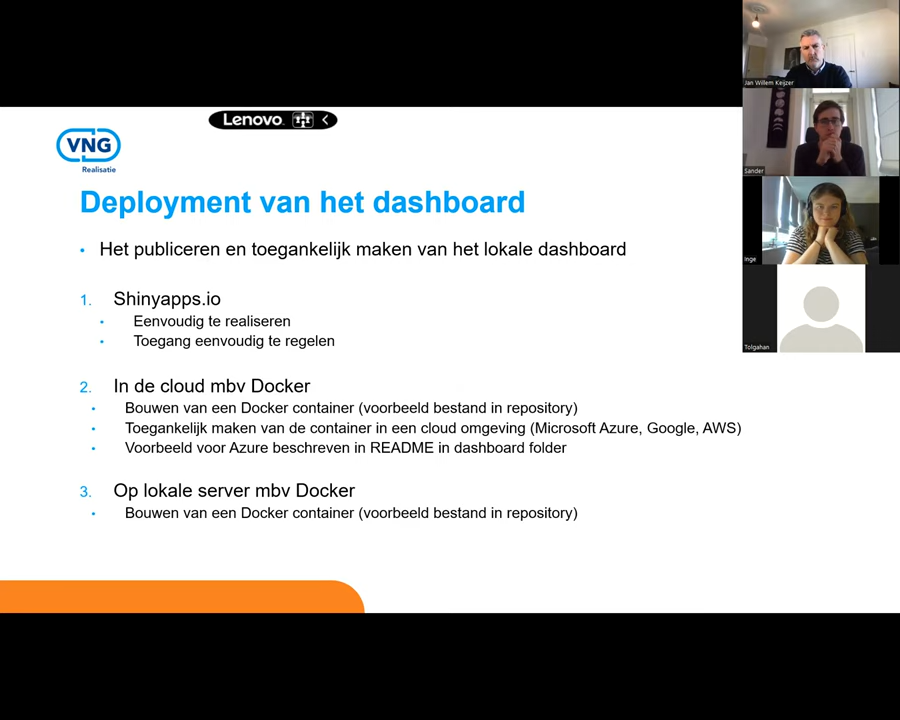 Jan Willem Keijzer
Lenovo
VNG
Realisatie
Sander
Deployment van het dashboard
Inge
• Het publiceren en toegankelijk maken van het lokale dashboard
1. Shinyapps.io
• Eenvoudig te realiseren
• Toegang eenvoudig te regelen
Tolgahan
2. In de cloud mbv Docker
• Bouwen van een Docker container (voorbeeld bestand in repository)
• Toegankelijk maken van de container in een cloud omgeving (Microsoft Azure, Google, AWS)
• Voorbeeld voor Azure beschreven in README in dashboard folder
3. Op lokale server mbv Docker
• Bouwen van een Docker container (voorbeeld bestand in repository)